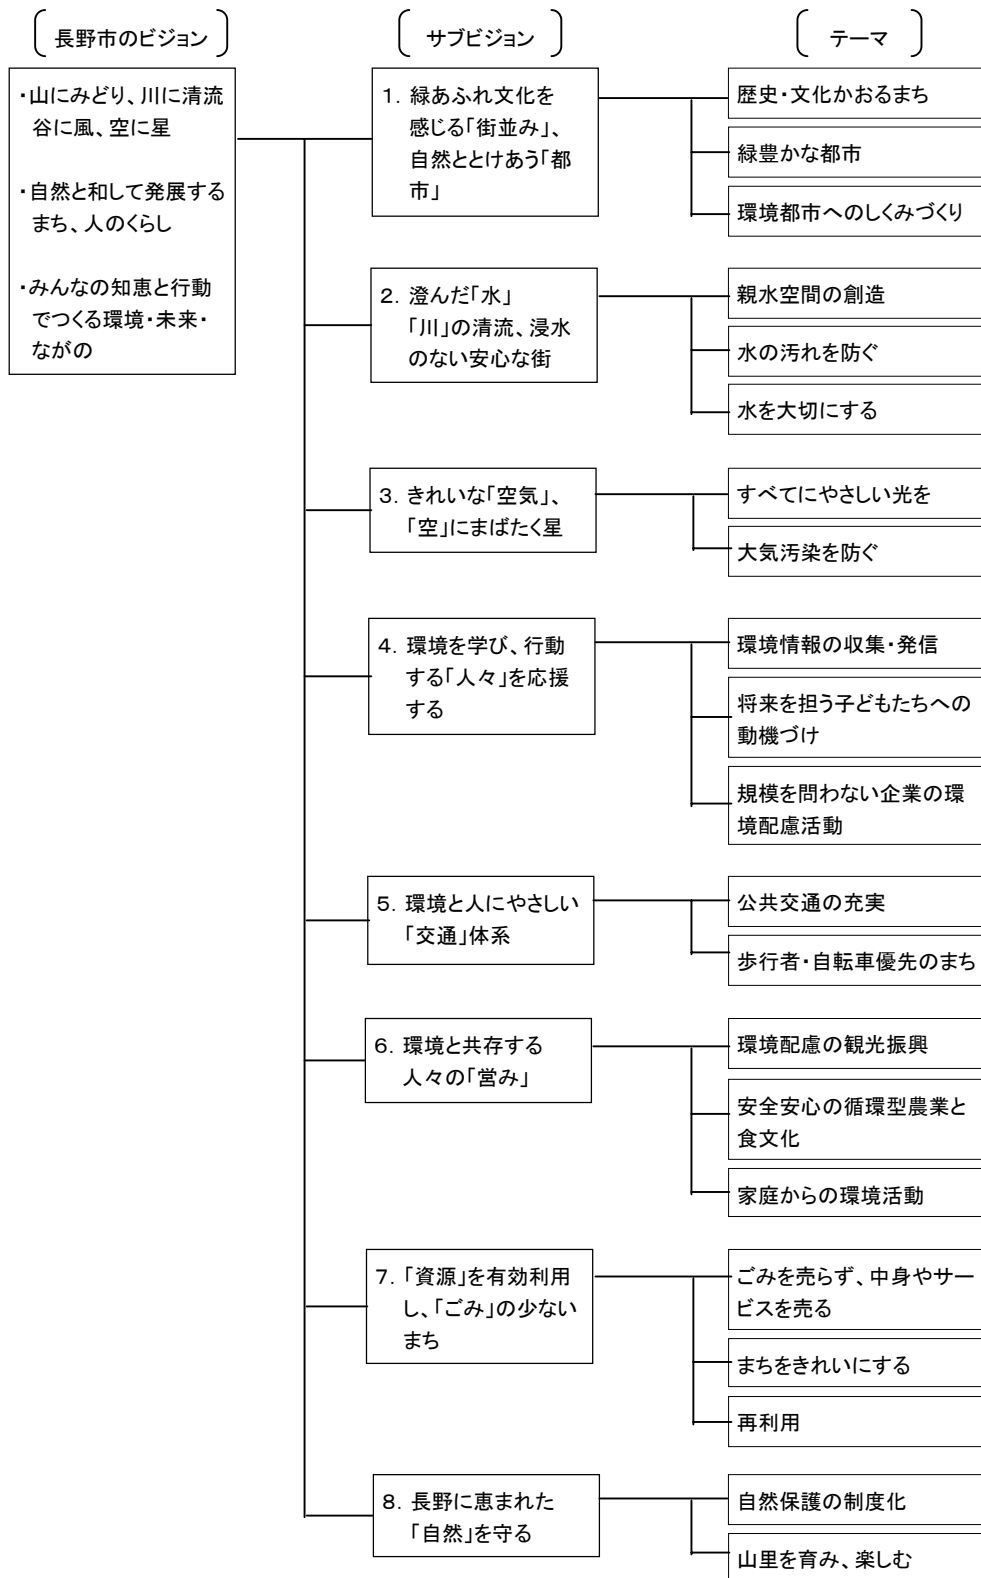 長野市のビジョン
サブビジョン
テーマ
・山にみどり、川に清流
谷に風、空に星
・自然と和して発展する
まち、人のくらし
・みんなの知恵と行動
でつくる環境・未来・
ながの
1. 緑あふれ文化を
感じる「街並み」、
自然ととけあう「都
市」
歴史・文化かおるまち
緑豊かな都市
環境都市へのしくみづくり
2. 澄んだ「水」
「川」の清流、浸水
のない安心な街
親水空間の創造
水の汚れを防ぐ
水を大切にする
3. きれいな「空気」、
「空」にまばたく星
すべてにやさしい光を
大気汚染を防ぐ
4. 環境を学び、行動
する「人々」を応援
する
環境情報の収集・発信
将来を担う子どもたちへの
動機づけ
規模を問わない企業の環
境配慮活動
5. 環境と人にやさしい
「交通」体系
公共交通の充実
歩行者・自転車優先のまち
6. 環境と共存する
人々の「営み」
環境配慮の観光振興
安全安心の循環型農業と
食文化
家庭からの環境活動
7. 「資源」を有効利用
し、「ごみ」の少ない
まち
ごみを売らず、中身やサー
ビスを売る
まちをきれいにする
再利用
8. 長野に恵まれた
「自然」を守る
自然保護の制度化
山里を育み、楽しむ